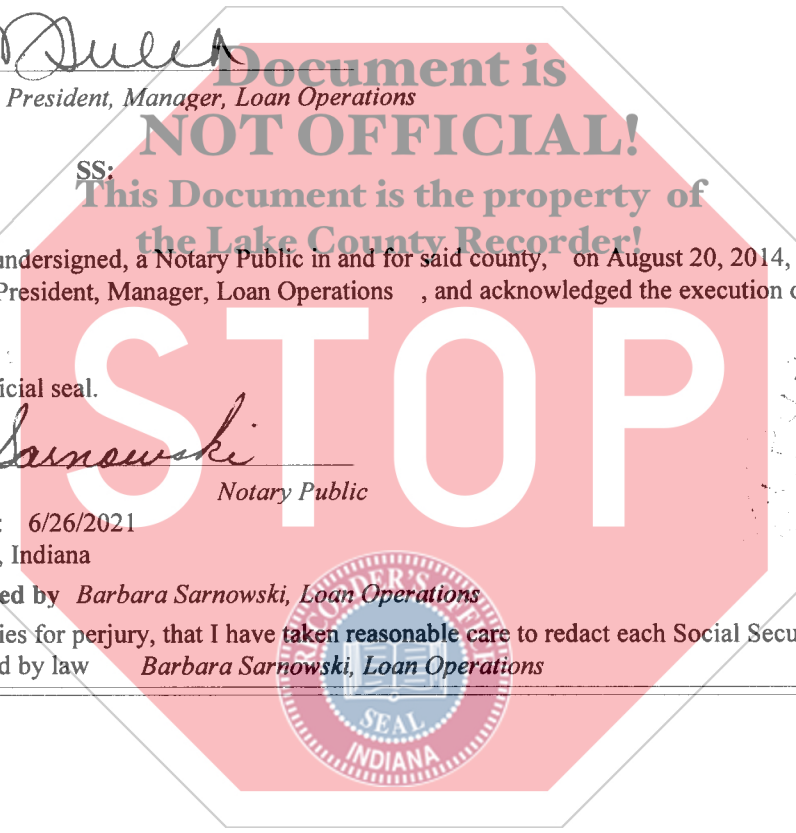 Document is
President, Manager, Loan Operations
NOT OFFICIAL!
SS:
This Document is the property of
the Lake County Recorder!
undersigned, a Notary Public in and for said county, on August 20, 2014,
President, Manager, Loan Operations , and acknowledged the execution
STOP
icial seal.
Sarnowski
Notary Public
: 6/26/2021
, Indiana
ed by Barbara Sarnowski, Loan Operations
ies for perjury, that I have taken reasonable care to redact each Social Secu
d by law Barbara Sarnowski, Loan Operations
RECORDER'S OFFICE
SEAL
INDIANA